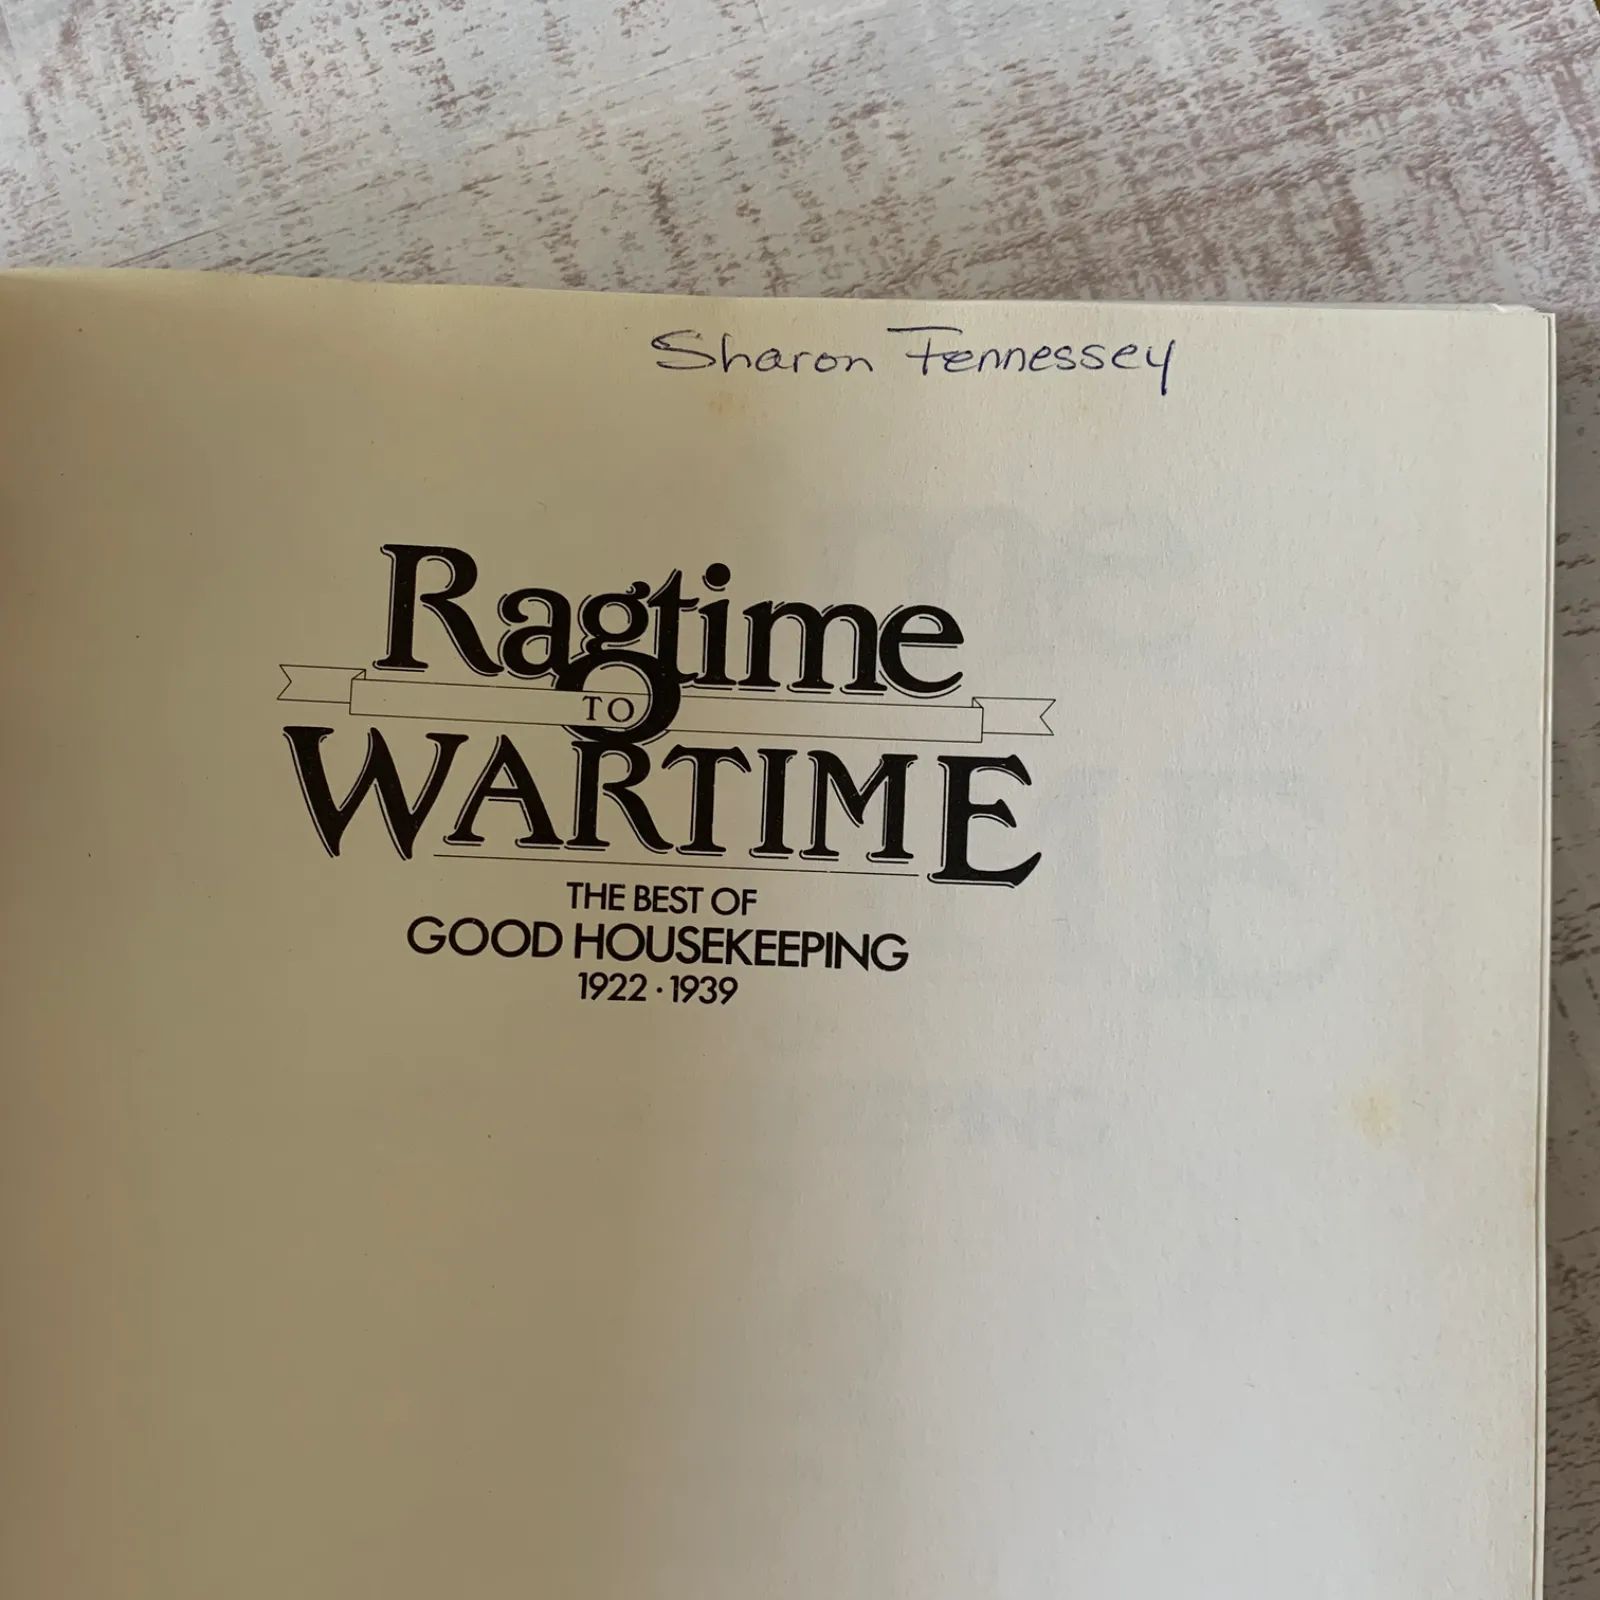 Sharon Fennessey
Ragtime
TO
WARTIME
THE BEST OF
GOOD HOUSEKEEPING
1922 · 1939